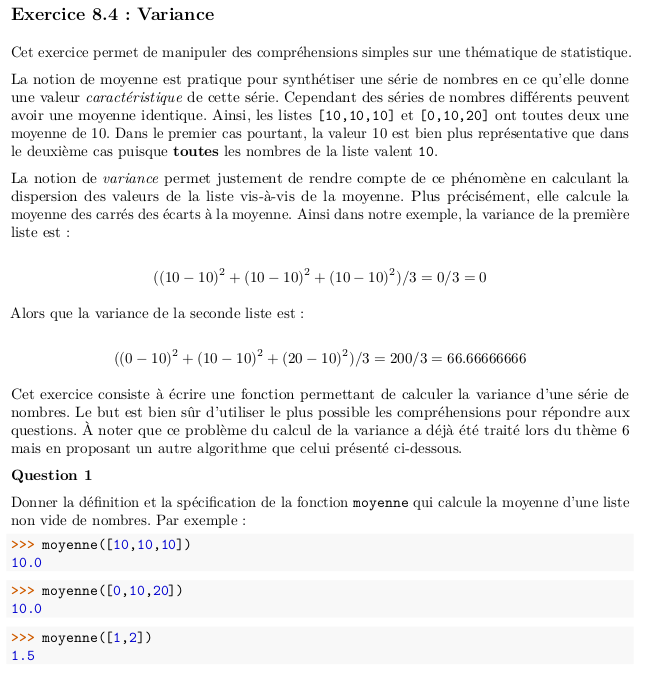 Exercice 8.4 : Variance
Cet exercice permet de manipuler des compréhensions simples sur une thématique de statistique.
La notion de moyenne est pratique pour synthétiser une série de nombres en ce qu'elle donne
une valeur caractéristique de cette série. Cependant des séries de nombres différents peuvent
avoir une moyenne identique. Ainsi, les listes [10,10,10] et [0,10,20] ont toutes deux une
moyenne de 10. Dans le premier cas pourtant, la valeur 10 est bien plus représentative que dans
le deuxième cas puisque toutes les nombres de la liste valent 10.
La notion de variance permet justement de rendre compte de ce phénomène en calculant la
dispersion des valeurs de la liste vis-à-vis de la moyenne. Plus précisément, elle calcule la
moyenne des carrés des écarts à la moyenne. Ainsi dans notre exemple, la variance de la première
liste est :
((10 − 10)² + (10 − 10)² + (10 − 10)²)/3 = 0/3 = 0
Alors que la variance de la seconde liste est :
((0 − 10)² + (10 − 10)² + (20 − 10)²)/3 = 200/3 = 66.66666666
Cet exercice consiste à écrire une fonction permettant de calculer la variance d'une série de
nombres. Le but est bien sûr d'utiliser le plus possible les compréhensions pour répondre aux
questions. À noter que ce problème du calcul de la variance a déjà été traité lors du thème 6
mais en proposant un autre algorithme que celui présenté ci-dessous.
Question 1
Donner la définition et la spécification de la fonction moyenne qui calcule la moyenne d'une liste
non vide de nombres. Par exemple :
>>> moyenne([10,10,10])
10.0
>>> moyenne([0,10,20])
10.0
>>> moyenne([1,2])
1.5